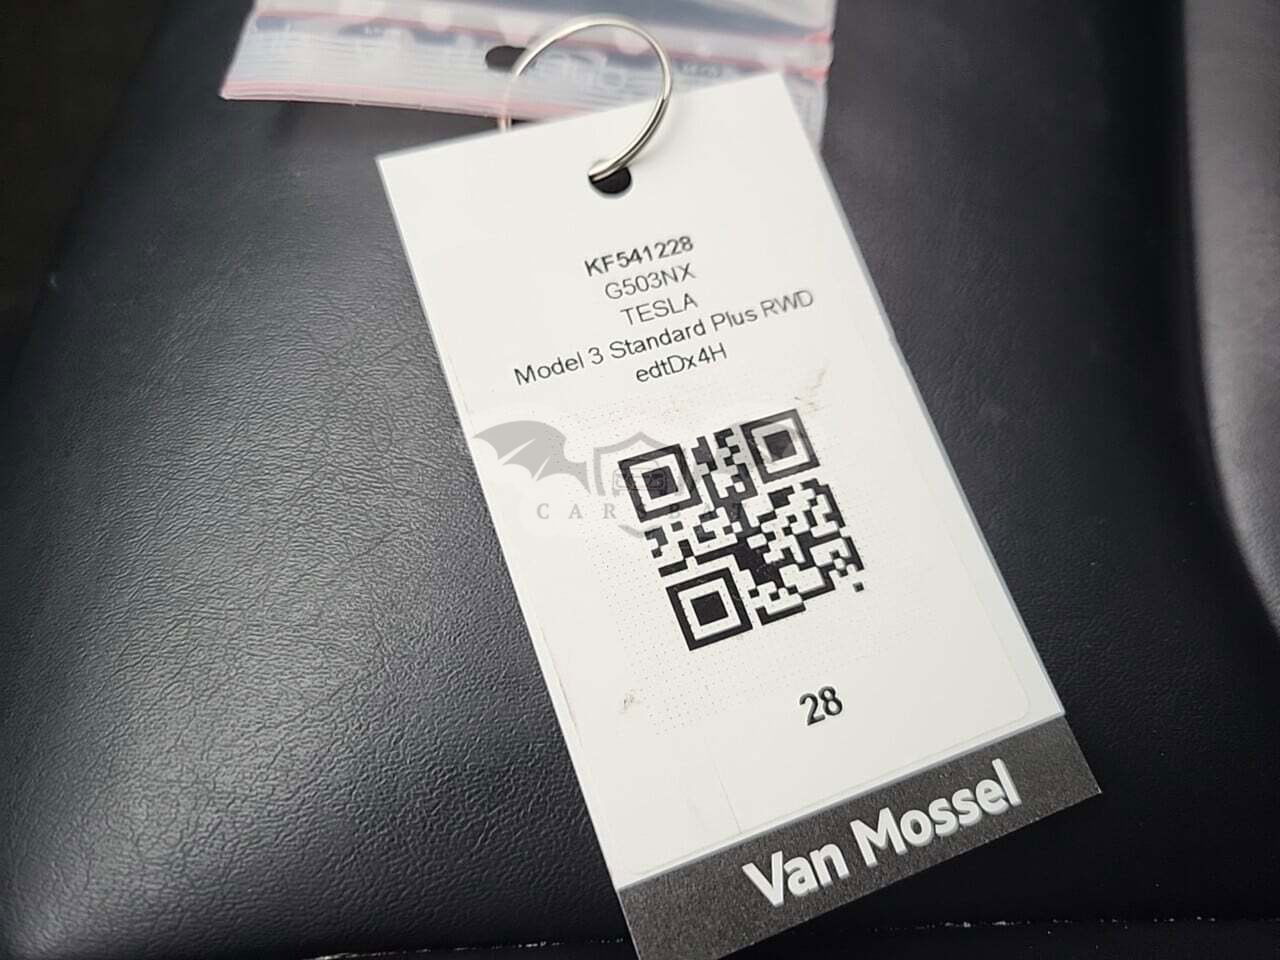 KF541228
G503NX
TESLA
Model 3 Standard Plus RWD
edtDx4H
28
Van Mossel